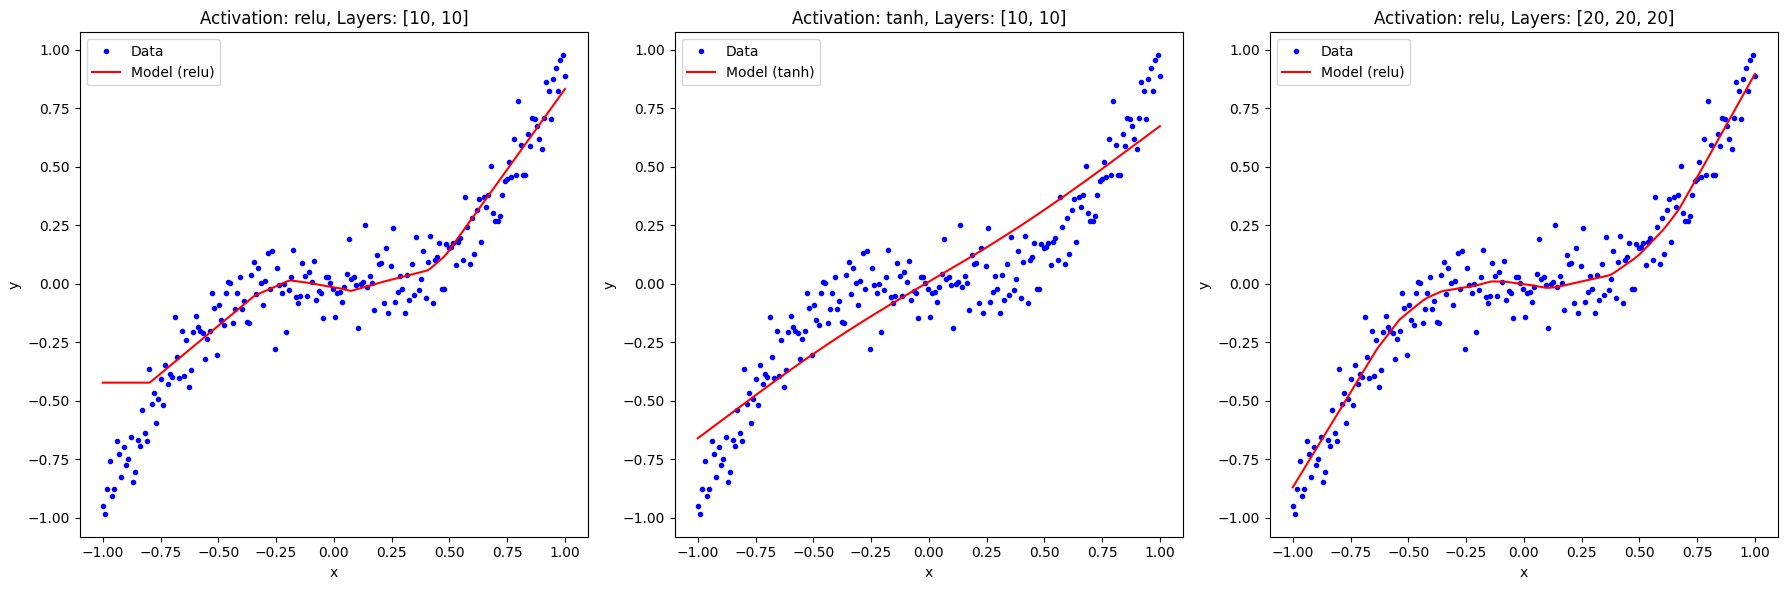 Activation: relu, Layers: [10, 10]
Data
Model (relu)
1.00
0.75
0.50
0.25
0.00
−0.25
−0.50
−0.75
−1.00
y
−1.00 −0.75 −0.50 −0.25 0.00 0.25 0.50 0.75 1.00
x
Activation: tanh, Layers: [10, 10]
Data
Model (tanh)
1.00
0.75
0.50
0.25
0.00
−0.25
−0.50
−0.75
−1.00
y
−1.00 −0.75 −0.50 −0.25 0.00 0.25 0.50 0.75 1.00
x
Activation: relu, Layers: [20, 20, 20]
Data
Model (relu)
1.00
0.75
0.50
0.25
0.00
−0.25
−0.50
−0.75
−1.00
y
−1.00 −0.75 −0.50 −0.25 0.00 0.25 0.50 0.75 1.00
x